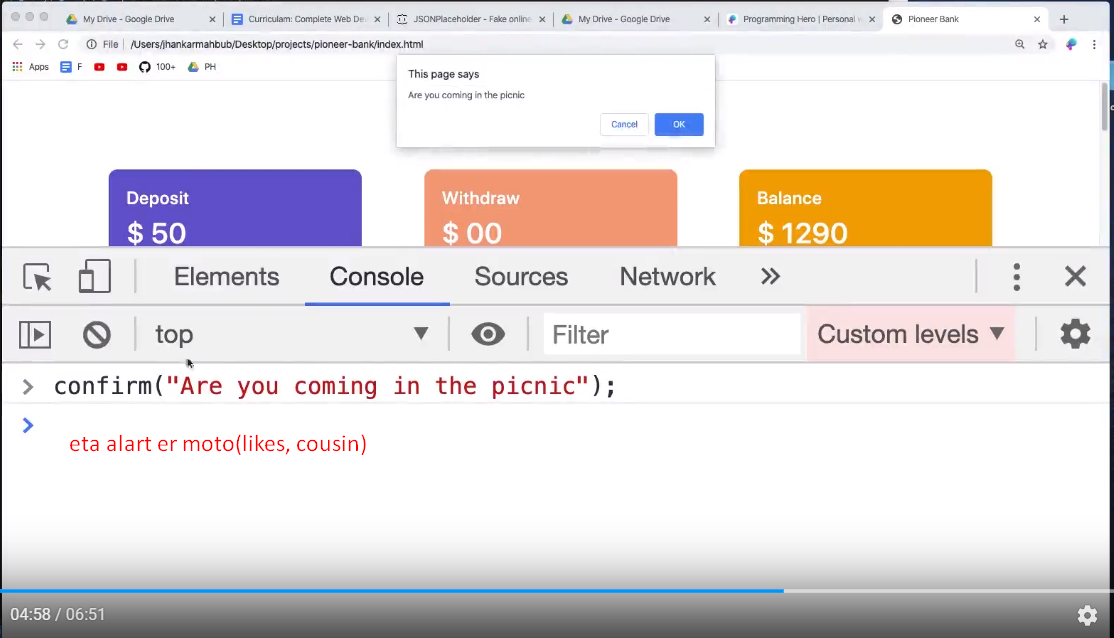 My Drive - Google Drive
Curriculam: Complete Web De
JSONPlaceholder - Fake online
My Drive - Google Drive
Programming Hero | Personal
Pioneer Bank
File /Users/jhankarmahbub/Desktop/projects/pioneer-bank/index.html
Apps F 100+ PH
This page says
Are you coming in the picnic
Cancel OK
Deposit
$ 50
Withdraw
$ 00
Balance
$ 1290
Elements Console Sources Network »
top Filter Custom levels
> confirm("Are you coming in the picnic");
>
eta alart er moto(likes, cousin)
04:58 / 06:51